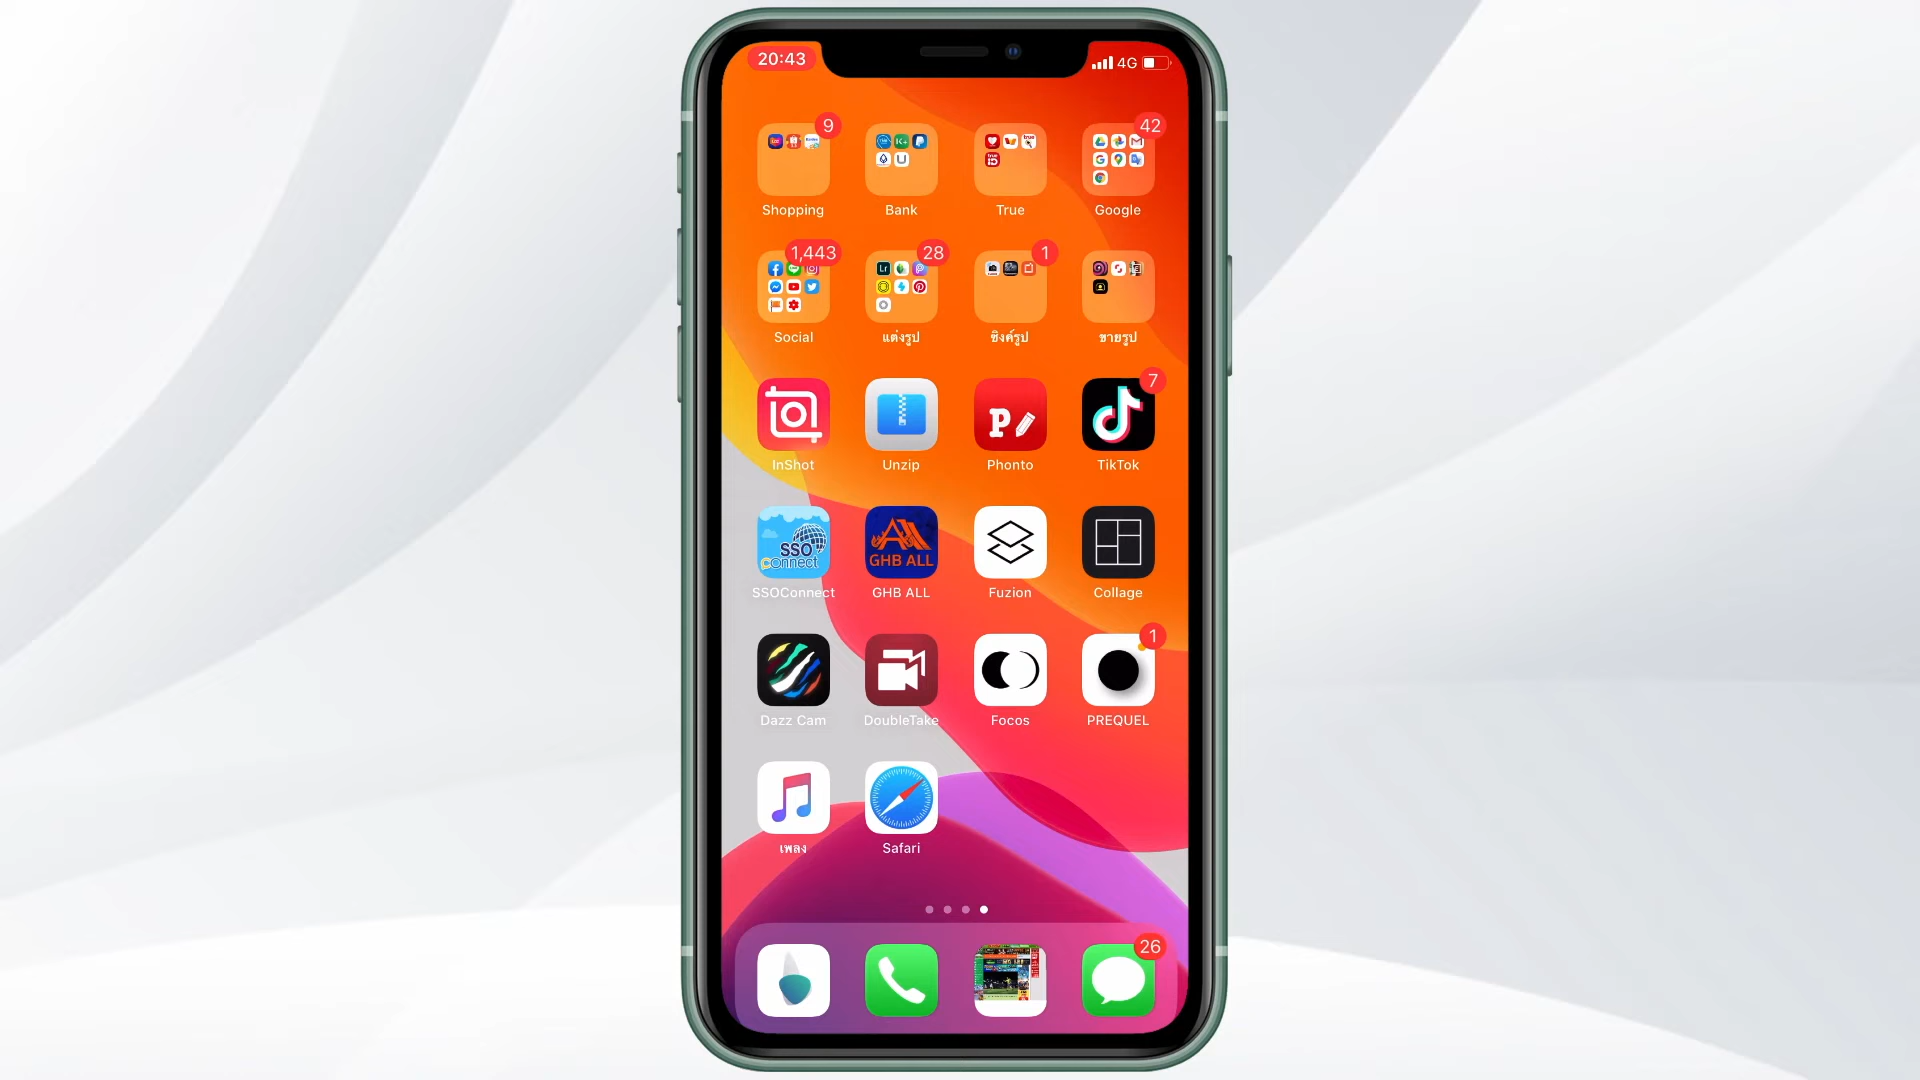 20:43
4G
9
42
Shopping
Bank
True
Google
1,443
28
1
Social
แต่งรูป
ซิงค์รูป
ขายรูป
7
InShot
Unzip
Phonto
TikTok
SSO
connect
GHB ALL
SSOConnect
GHB ALL
Fuzion
Collage
1
Dazz Cam
DoubleTake
Focos
PREQUEL
เพลง
Safari
26